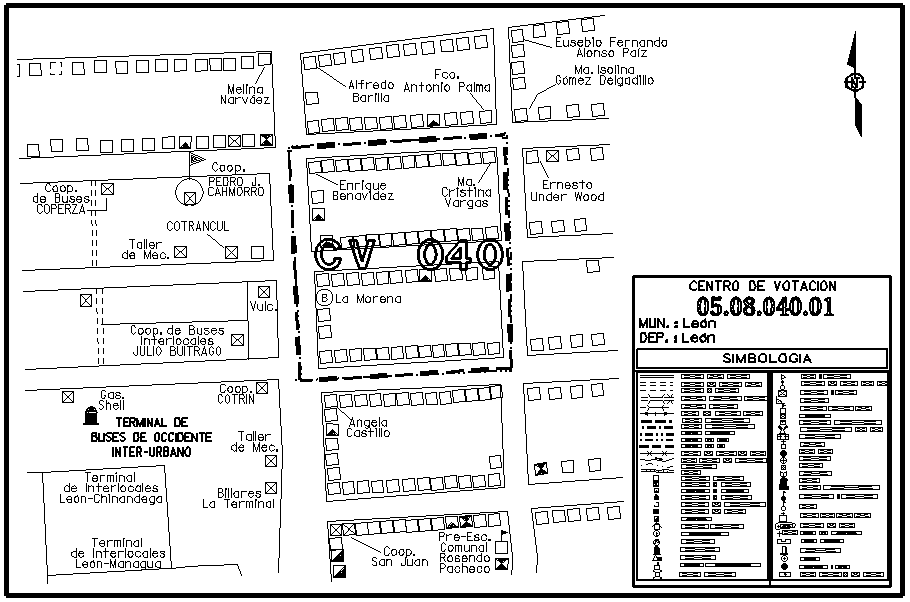 Melina
Narváez
Alfredo
Barilla
Fco.
Antonio Palma
Eusebio Fernando
Alonso Paíz
Ma. Isolina
Gómez Delgadillo
N
Coop.
PEDRO J.
CAHMORRO
Coop.
de Buses
COPERZA
COTRANCUL
Taller
de Mec.
Enrique
Benavidez
Ma.
Cristina
Vargas
Ernesto
Under Wood
CV 040
B La Morena
Vulc.
Coop. de Buses
Interlocales
JULIO BUITRAGO
CENTRO DE VOTACION
05.08.040.01
MUN. : León
DEP. : León
SIMBOLOGIA
Gas.
Shell
Coop.
COTRIN
TERMINAL DE
BUSES DE OCCIDENTE
INTER-URBANO
Taller
de Mec.
Angela
Castillo
Terminal
de Interlocales
León-Chinandega
Billares
La Terminal
Terminal
de Interlocales
León-Managua
Coop.
San Juan
Pre-Esc.
Comunal
Rosendo
Pacheco